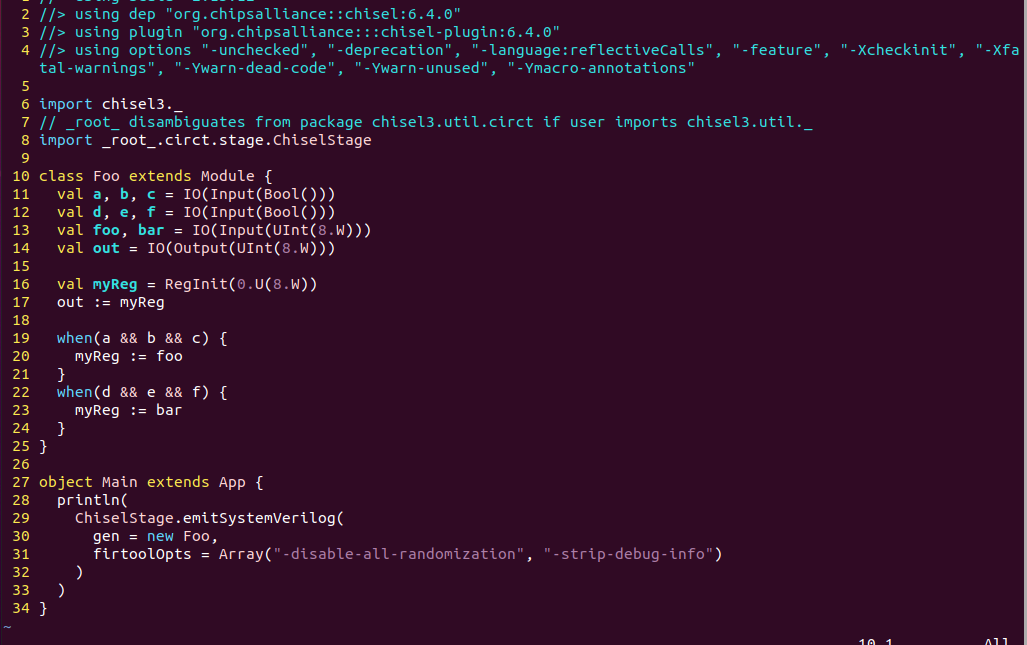 2 //> using dep "org.chipsalliance::chisel:6.4.0"
3 //> using plugin "org.chipsalliance:::chisel-plugin:6.4.0"
4 //> using options "-unchecked", "-deprecation", "-language:reflectiveCalls", "-feature", "-Xcheckinit", "-Xfa
tal-warnings", "-Ywarn-dead-code", "-Ywarn-unused", "-Ymacro-annotations"
5
6 import chisel3._
7 // _root_ disambiguates from package chisel3.util.circt if user imports chisel3.util._
8 import _root_.circt.stage.ChiselStage
9
10 class Foo extends Module {
11   val a, b, c = IO(Input(Bool()))
12   val d, e, f = IO(Input(Bool()))
13   val foo, bar = IO(Input(UInt(8.W)))
14   val out = IO(Output(UInt(8.W)))
15
16   val myReg = RegInit(0.U(8.W))
17   out := myReg
18
19   when(a && b && c) {
20     myReg := foo
21   }
22   when(d && e && f) {
23     myReg := bar
24   }
25 }
26
27 object Main extends App {
28   println(
29     ChiselStage.emitSystemVerilog(
30       gen = new Foo,
31       firtoolOpts = Array("-disable-all-randomization", "-strip-debug-info")
32     )
33   )
34 }
~
10,1 All